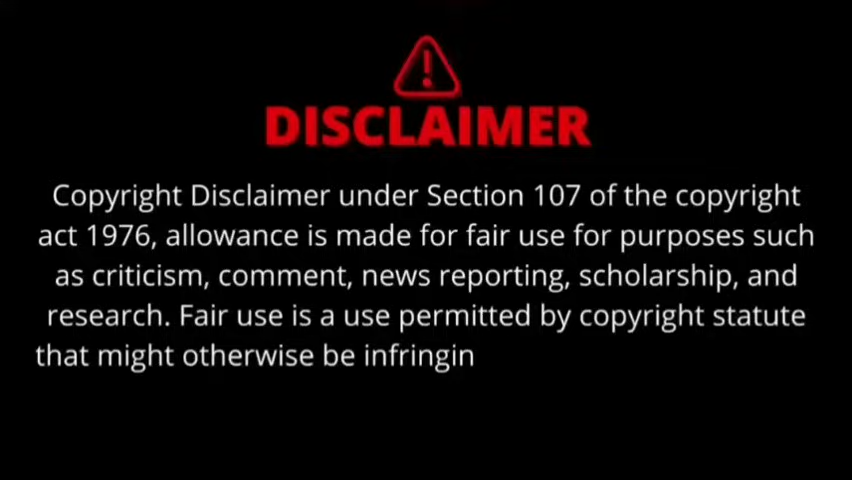 DISCLAIMER
Copyright Disclaimer under Section 107 of the copyright
act 1976, allowance is made for fair use for purposes such
as criticism, comment, news reporting, scholarship, and
research. Fair use is a use permitted by copyright statute
that might otherwise be infringin